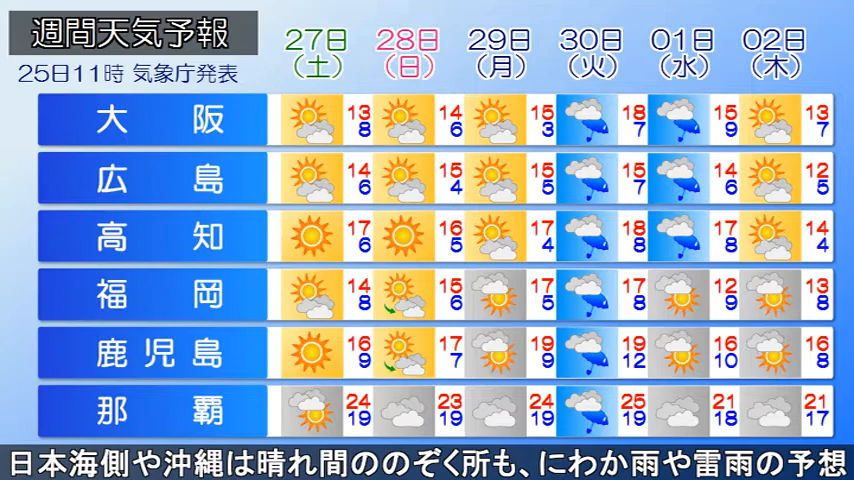 週間天気予報
25日11時 気象庁発表
27日 28日 29日 30日 01日 02日
(土) (日) (月) (火) (水) (木)
大阪 13 8 14 6 15 3 18 7 15 9 13 7
広島 14 6 15 4 15 5 15 7 14 6 12 5
高知 17 6 16 5 17 4 18 8 17 8 14 4
福岡 14 8 15 6 17 5 17 8 12 9 13 8
鹿児島 16 9 17 7 19 9 19 12 16 10 16 8
那覇 24 19 23 19 24 19 25 19 21 18 21 17
日本海側や沖縄は晴れ間ののぞく所も、にわか雨や雷雨の予想